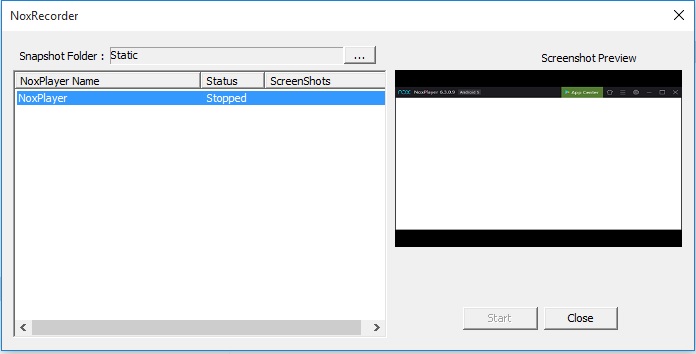 NoxRecorder
Snapshot Folder : Static ...
Screenshot Preview
NoxPlayer Name Status ScreenShots
NoxPlayer Stopped
nox NoxPlayer 6.3.0.9 Android 5 App Center
Start Close